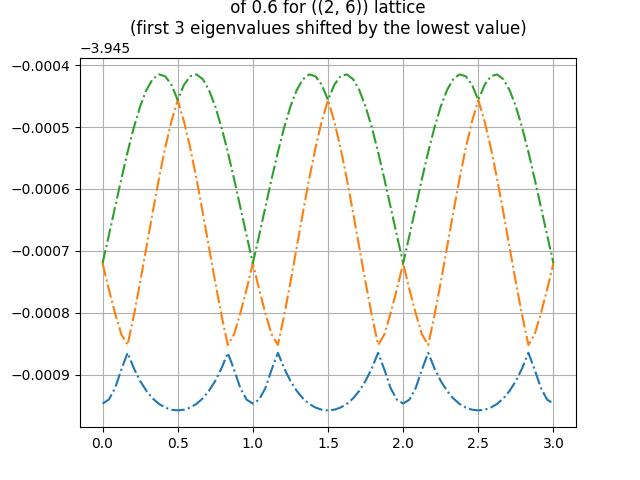 of 0.6 for ((2, 6)) lattice
(first 3 eigenvalues shifted by the lowest value)
−3.945
−0.0004
−0.0005
−0.0006
−0.0007
−0.0008
−0.0009
0.0 0.5 1.0 1.5 2.0 2.5 3.0